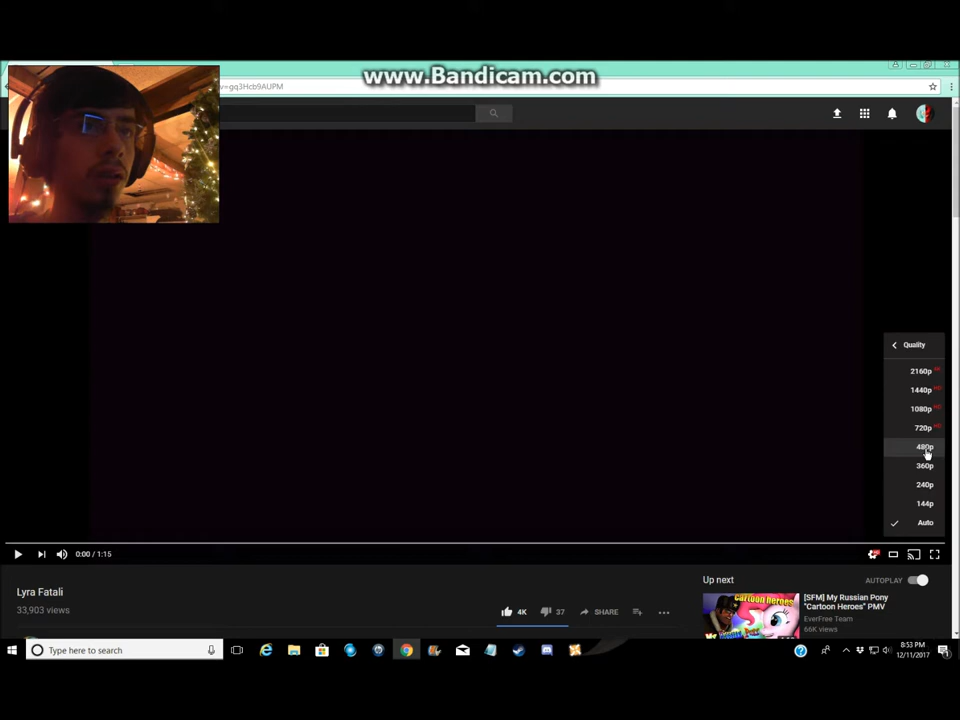 www.Bandicam.com
v=gq3Hcb9AUPM
Quality
2160p
1440p
1080p
720p
480p
360p
240p
144p
Auto
0:00 / 1:15
Lyra Fatali
33,903 views
4K
37
SHARE
Up next
AUTOPLAY
[SFM] My Russian Pony
"Cartoon Heroes" PMV
EverFree Team
66K views
cartoon heroes
Type here to search
8:53 PM
12/11/2017